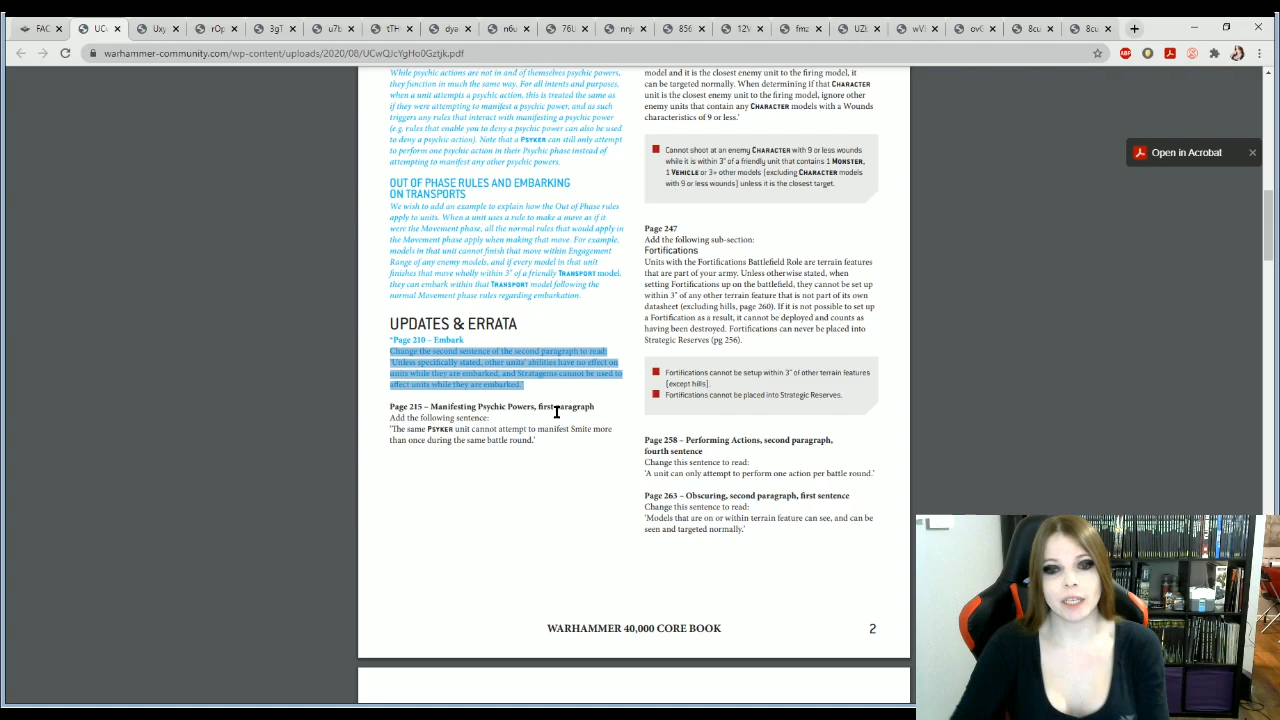 FAC
UC
Uxy
rOp
3gT
u7b
tTH
dya
n6u
76U
nnji
856
12V
fmz
UZI
wVi
ovG
8cu
8cu
warhammer-community.com/wp-content/uploads/2020/08/UCwQJcYgHo0Gztjk.pdf
Open in Acrobat
While psychic actions are not in and of themselves psychic powers,
they function in much the same way. For all intents and purposes,
when a unit attempts a psychic action, this is treated the same as
if they were attempting to manifest a psychic power, and as such
triggers any rules that interact with manifesting a psychic power
(e.g. rules that enable you to deny a psychic power can also be used
to deny a psychic action). Note that a PSYKER can still only attempt
to perform one psychic action in their Psychic phase instead of
attempting to manifest any other psychic powers.
OUT OF PHASE RULES AND EMBARKING
ON TRANSPORTS
We wish to add an example to explain how the Out of Phase rules
apply to units. When a unit uses a rule to make a move as if it
were the Movement phase, all the normal rules that would apply in
the Movement phase apply when making that move. For example,
models in that unit cannot finish that move within Engagement
Range of any enemy models, and if every model in that unit
finishes that move wholly within 3" of a friendly TRANSPORT model,
they can embark within that TRANSPORT model following the
normal Movement phase rules regarding embarkation.
UPDATES & ERRATA
*Page 210 – Embark
Change the second sentence of the second paragraph to read:
'Unless specifically stated, other units' abilities have no effect on
units while they are embarked, and Stratagems cannot be used to
affect units while they are embarked.'
Page 215 – Manifesting Psychic Powers, first paragraph
Add the following sentence:
'The same PSYKER unit cannot attempt to manifest Smite more
than once during the same battle round.'
model and it is the closest enemy unit to the firing model, it
can be targeted normally. When determining if that CHARACTER
unit is the closest enemy unit to the firing model, ignore other
enemy units that contain any CHARACTER models with a Wounds
characteristics of 9 or less.'
Cannot shoot at an enemy CHARACTER with 9 or less wounds
while it is within 3" of a friendly unit that contains 1 MONSTER,
1 VEHICLE or 3+ other models (excluding CHARACTER models
with 9 or less wounds) unless it is the closest target.
Page 247
Add the following sub-section:
Fortifications
Units with the Fortifications Battlefield Role are terrain features
that are part of your army. Unless otherwise stated, when
setting Fortifications up on the battlefield, they cannot be set up
within 3" of any other terrain feature that is not part of its own
datasheet (excluding hills, page 260). If it is not possible to set up
a Fortification as a result, it cannot be deployed and counts as
having been destroyed. Fortifications can never be placed into
Strategic Reserves (pg 256).
Fortifications cannot be setup within 3" of other terrain features
(except hills).
Fortifications cannot be placed into Strategic Reserves.
Page 258 – Performing Actions, second paragraph,
fourth sentence
Change this sentence to read:
'A unit can only attempt to perform one action per battle round.'
Page 263 – Obscuring, second paragraph, first sentence
Change this sentence to read:
'Models that are on or within terrain feature can see, and can be
seen and targeted normally.'
WARHAMMER 40,000 CORE BOOK
2